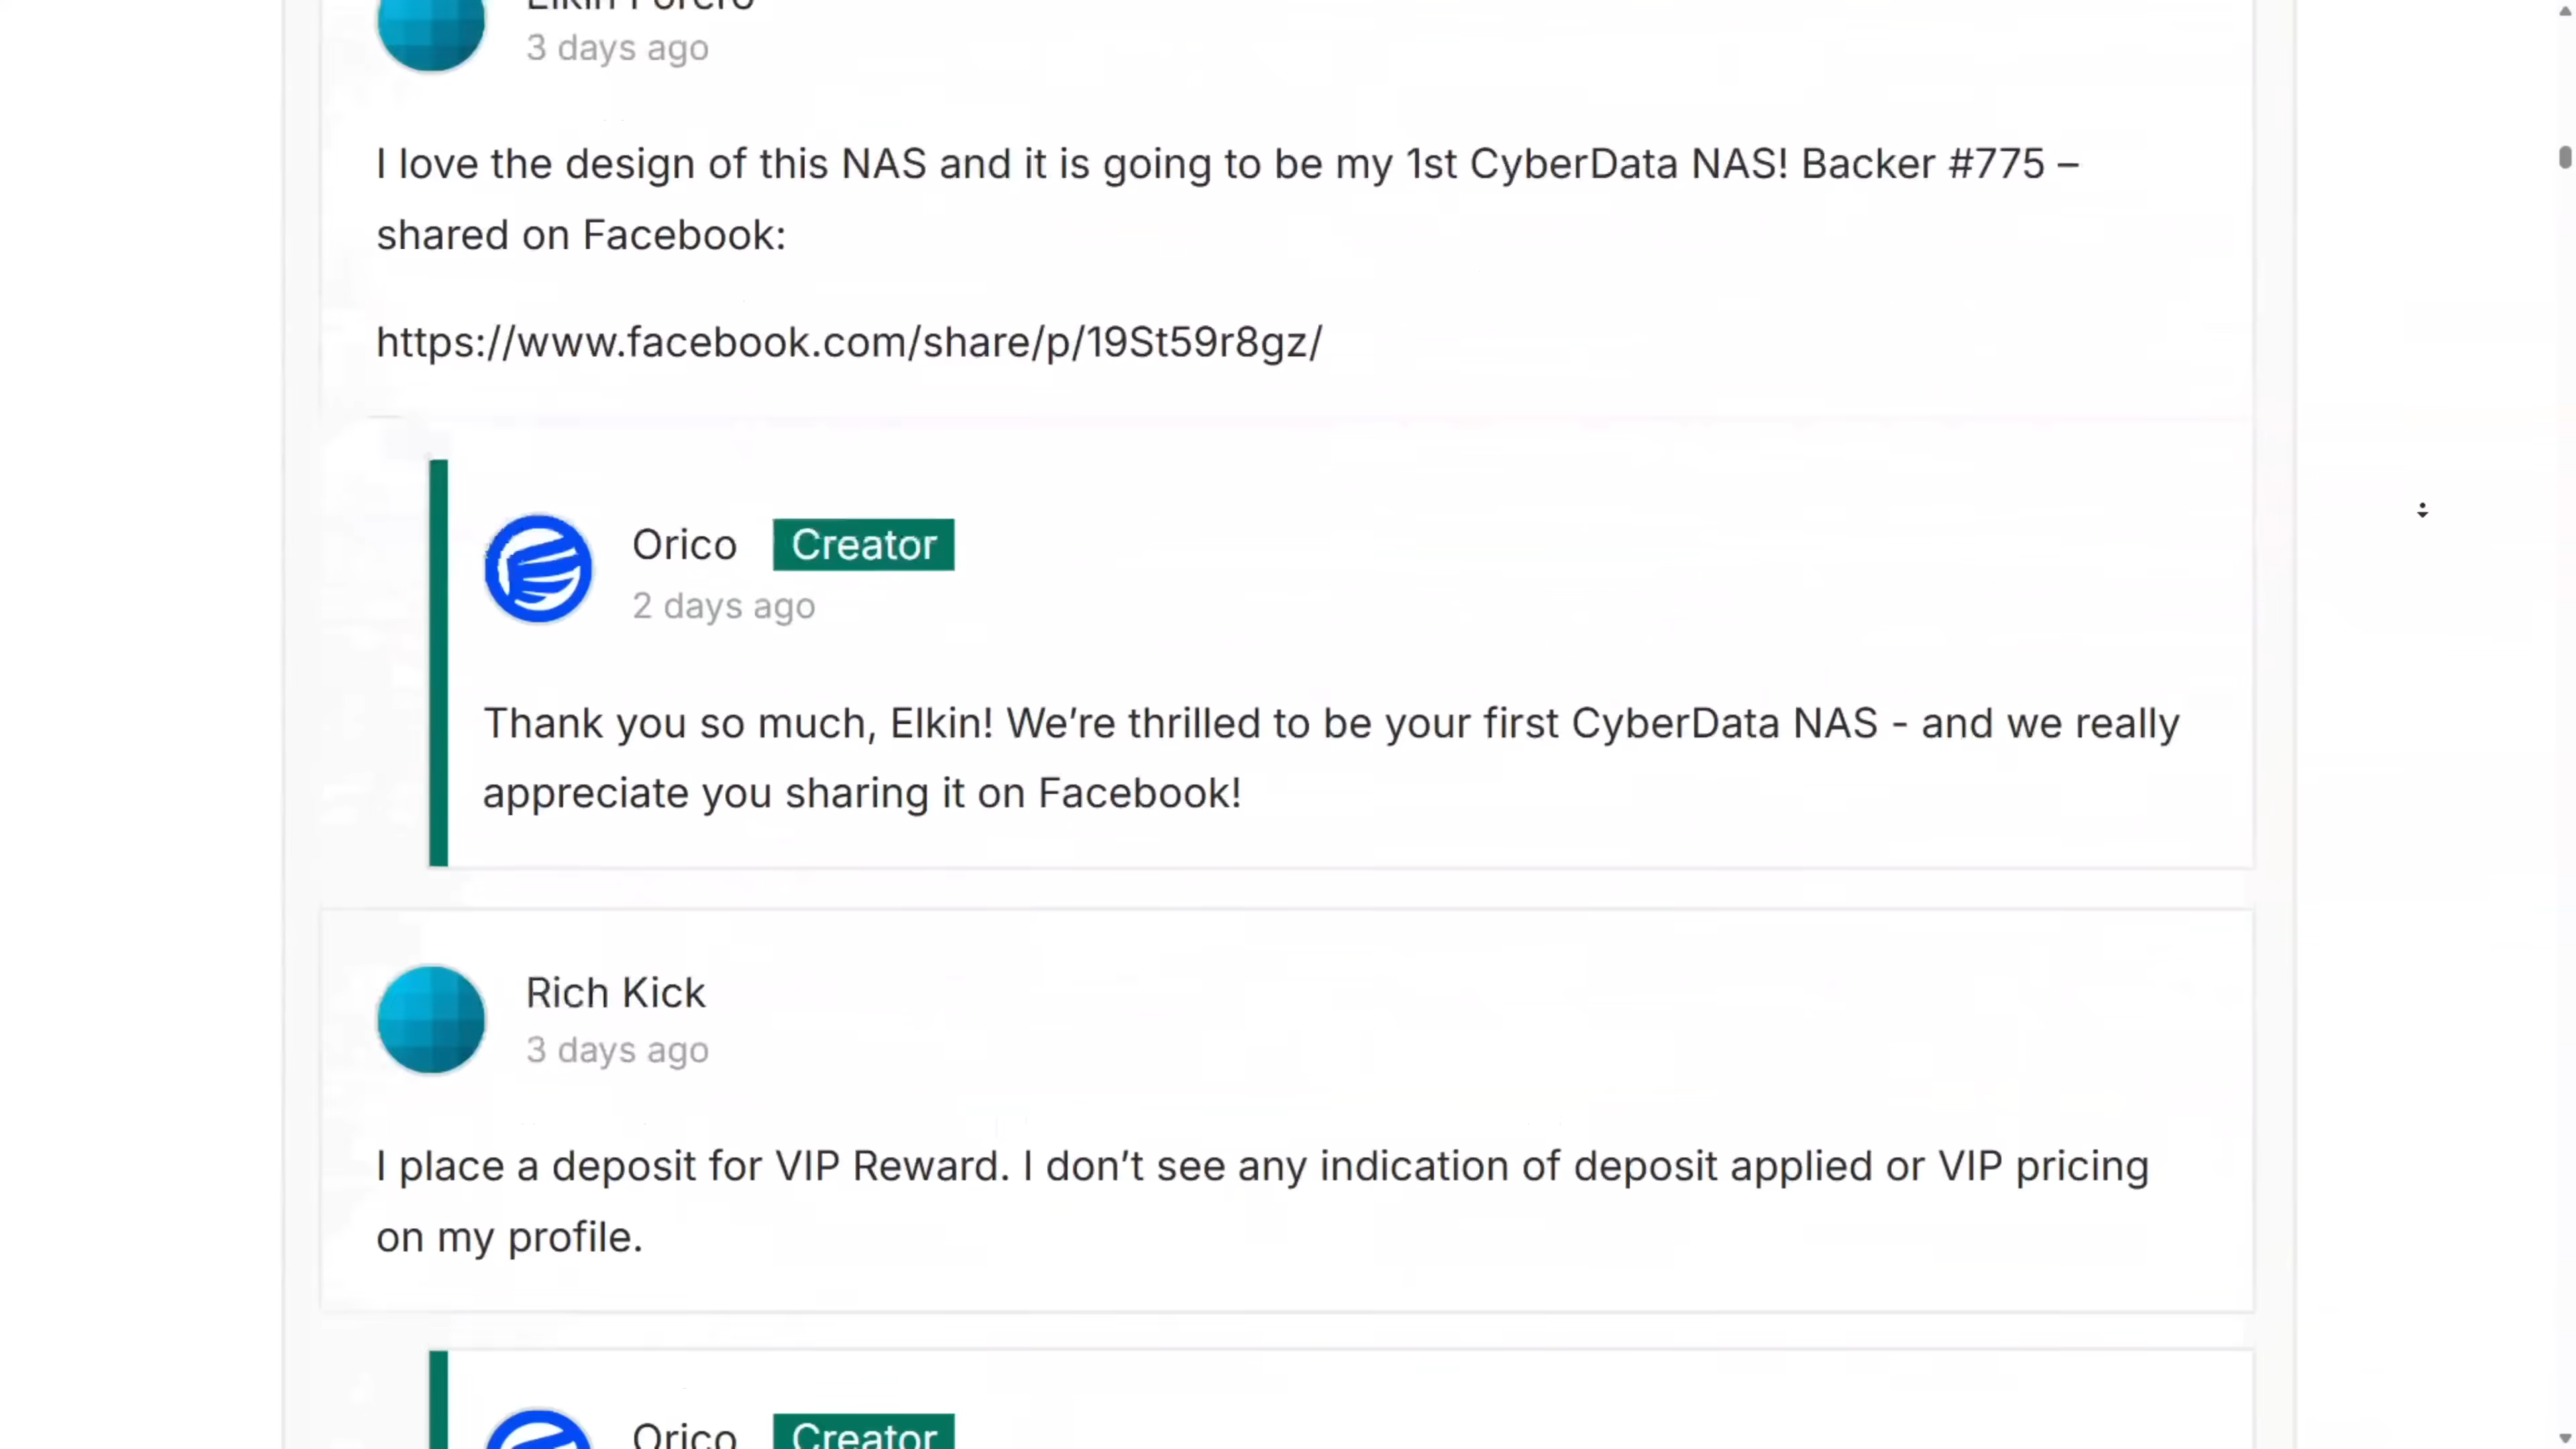 Elkin Forero
3 days ago
I love the design of this NAS and it is going to be my 1st CyberData NAS! Backer #775 –
shared on Facebook:
https://www.facebook.com/share/p/19St59r8gz/
Orico Creator
2 days ago
Thank you so much, Elkin! We’re thrilled to be your first CyberData NAS - and we really
appreciate you sharing it on Facebook!
Rich Kick
3 days ago
I place a deposit for VIP Reward. I don’t see any indication of deposit applied or VIP pricing
on my profile.
Orico Creator